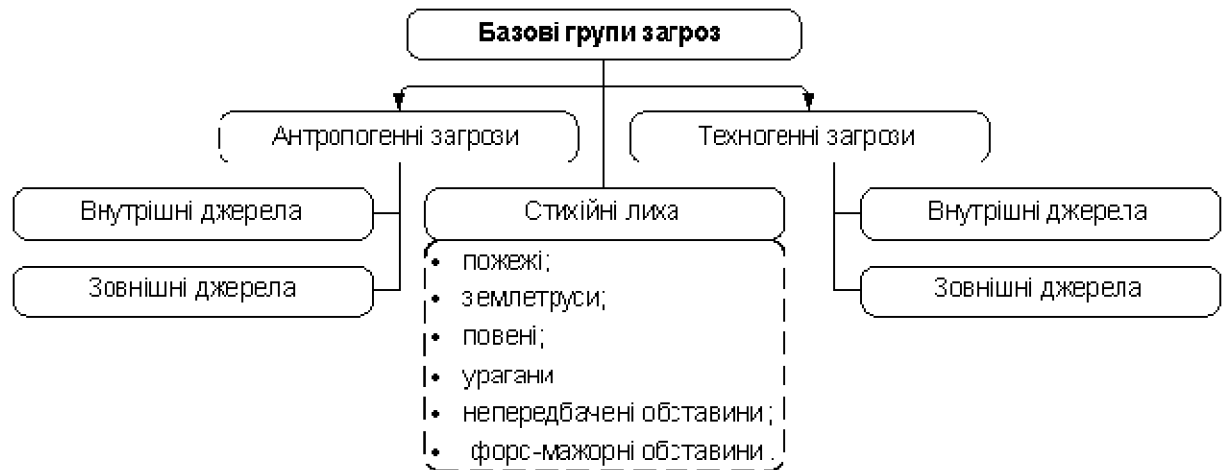 Базові групи загроз
Антропогенні загрози
Техногенні загрози
Внутрішні джерела
Стихійні лиха
Внутрішні джерела
Зовнішні джерела
• пожежі;
Зовнішні джерела
• землетруси;
• повені;
• урагани
• непередбачені обставини;
• форс-мажорні обставини.